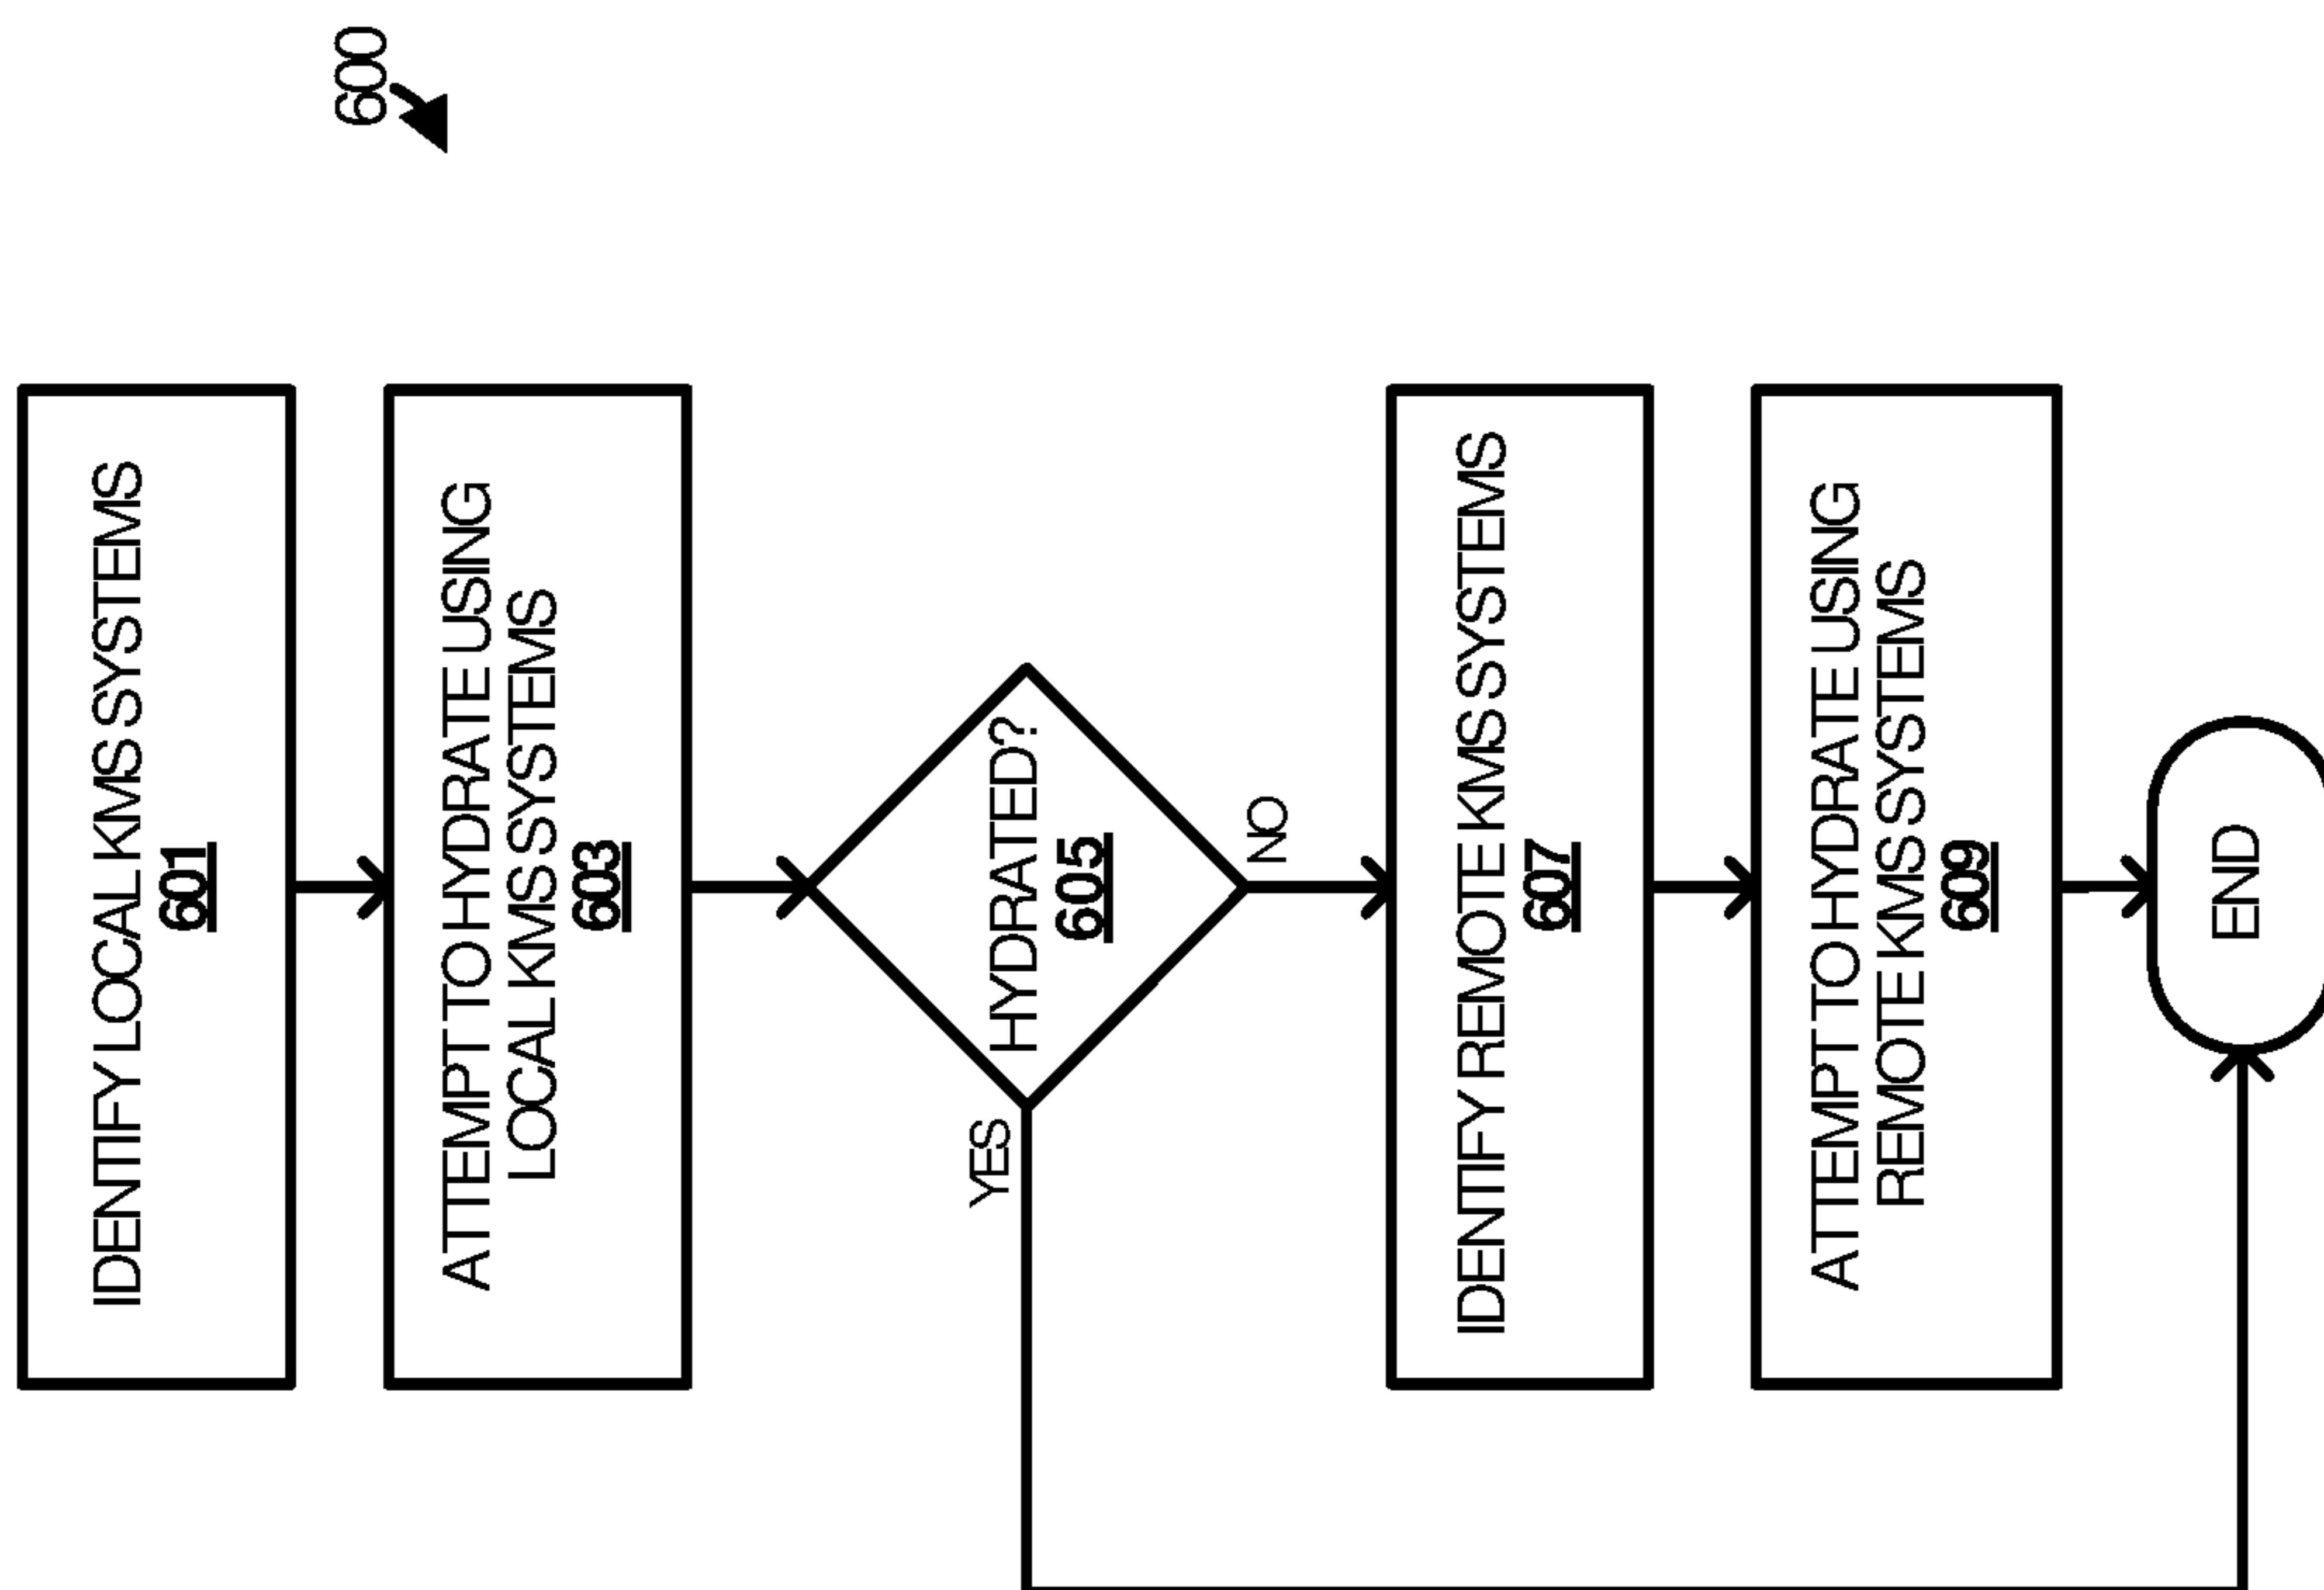 600
IDENTIFY LOCAL KMS SYSTEMS
601
ATTEMPT TO HYDRATE USING
LOCAL KMS SYSTEMS
603
HYDRATED?
605
YES
NO
IDENTIFY REMOTE KMS SYSTEMS
607
ATTEMPT TO HYDRATE USING
REMOTE KMS SYSTEMS
609
END